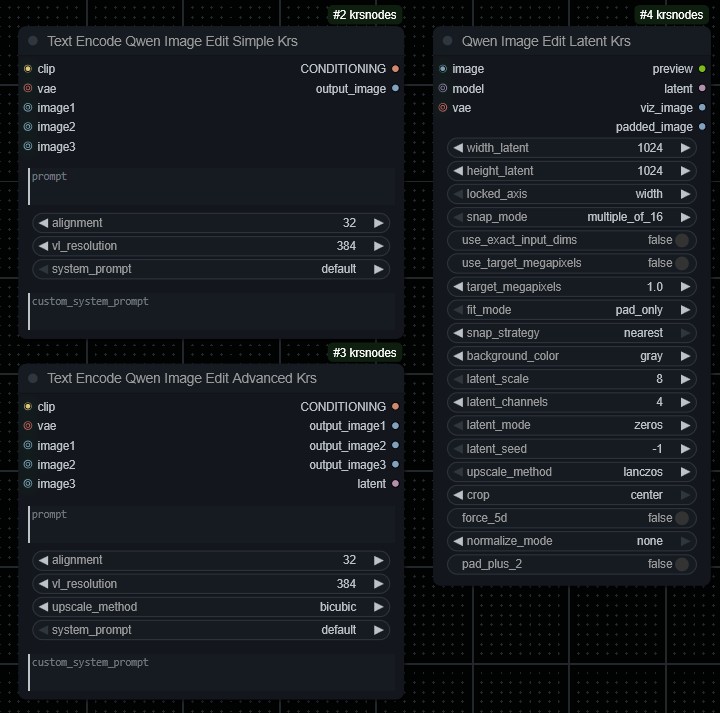 #2 krsnodes
Text Encode Qwen Image Edit Simple Krs
clip CONDITIONING
vae output_image
image1
image2
image3
prompt
alignment 32
vl_resolution 384
system_prompt default
custom_system_prompt
#3 krsnodes
Text Encode Qwen Image Edit Advanced Krs
clip CONDITIONING
vae output_image1
image1 output_image2
image2 output_image3
image3 latent
prompt
alignment 32
vl_resolution 384
upscale_method bicubic
system_prompt default
custom_system_prompt
#4 krsnodes
Qwen Image Edit Latent Krs
image preview
model latent
vae viz_image
padded_image
width_latent 1024
height_latent 1024
locked_axis width
snap_mode multiple_of_16
use_exact_input_dims false
use_target_megapixels false
target_megapixels 1.0
fit_mode pad_only
snap_strategy nearest
background_color gray
latent_scale 8
latent_channels 4
latent_mode zeros
latent_seed -1
upscale_method lanczos
crop center
force_5d false
normalize_mode none
pad_plus_2 false